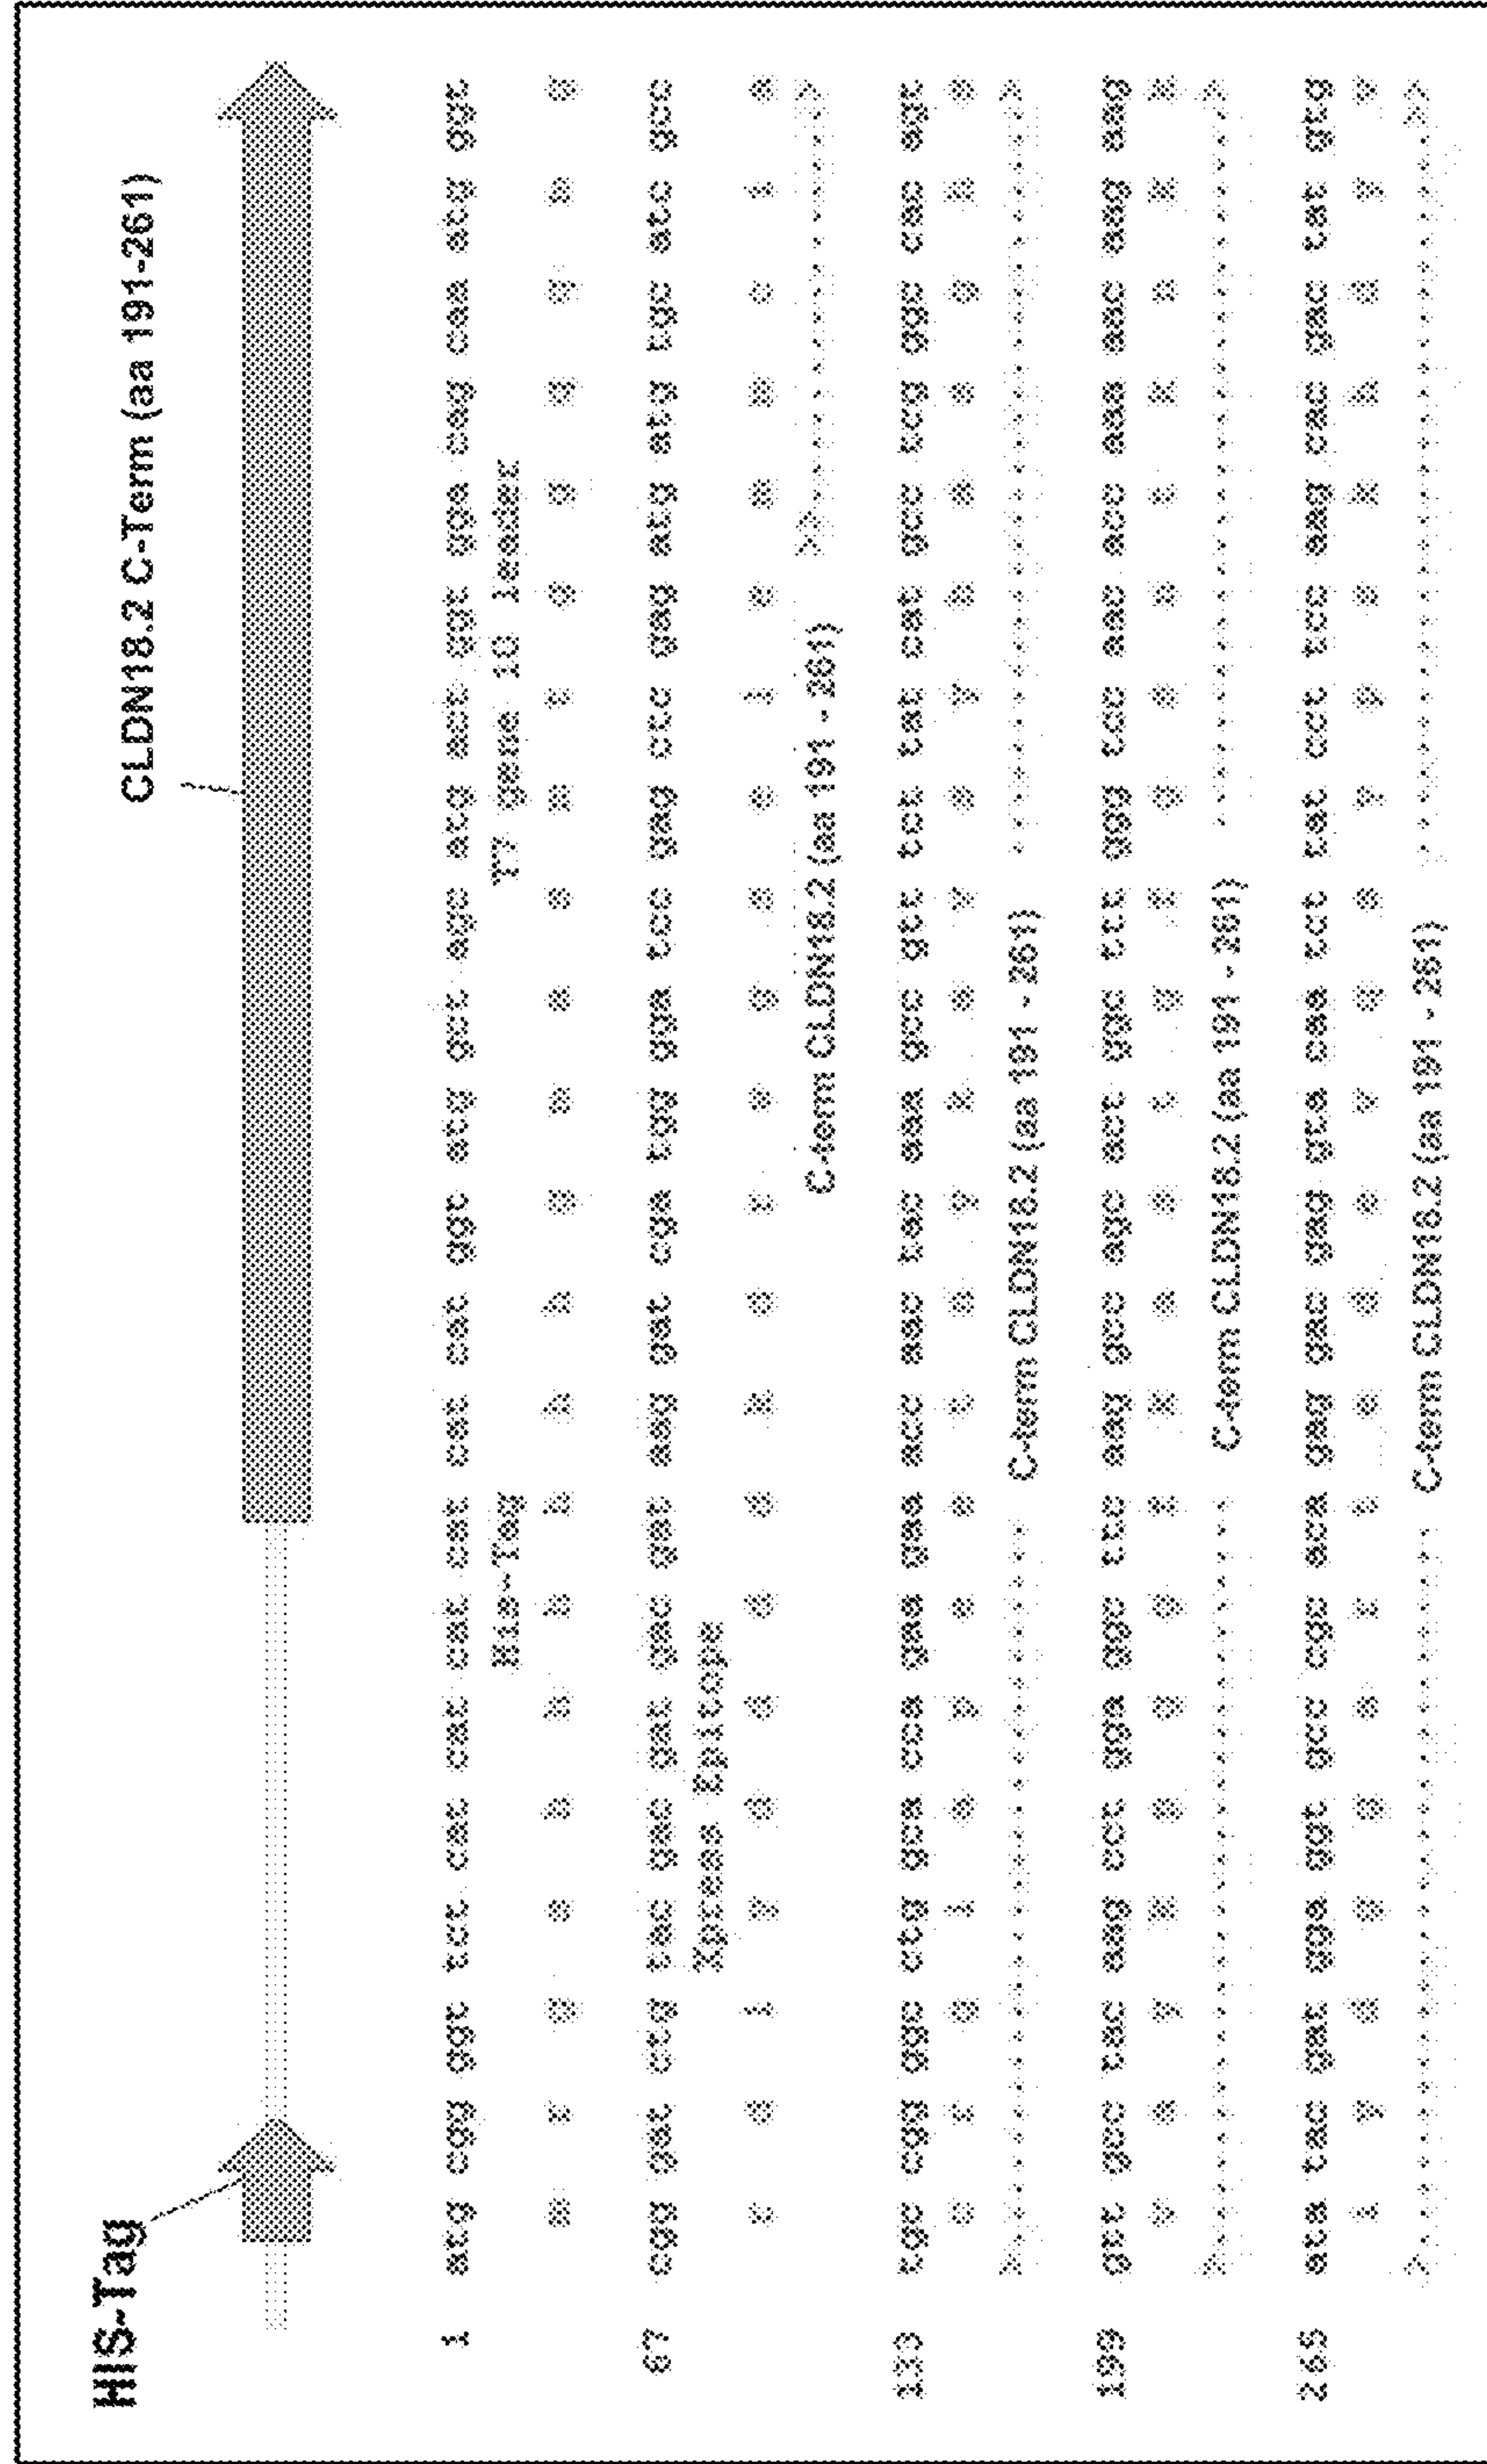 HIS-Tag
CLDN18.2 C-Term (aa 191-261)
1 atg cgg ggt tct cac cat cat cat cat cat ggt atg gct agc atg act ggt gga cag caa atg ggt
His-Tag T7 gene 10 leader
m r g s h h h h h h g m a s m t g g q q m g
67 cgg gat ctg tac gac gat gac gat aag gat cga tgg gga tcc gag ctc gag atg atg tgc atc gcc
Xpress Epitope
r d l y d d d d k d r w g s e l e m m c i a
C-term CLDN18.2 (aa 191 - 261)
133 tgc cgg ggc ctg gca cca gaa gaa acc aac tac aaa gcc gtt tct tat cat gcc tcg ggc cac agt
c r g l a p e e t n y k a v s y h a s g h s
C-term CLDN18.2 (aa 191 - 261)
199 gtt gcc tac aag cct gga ggc ttc aag gcc agc act ggc ttt ggg tcc aac acc aaa aac aag aag
v a y k p g g f k a s t g f g s n t k n k k
C-term CLDN18.2 (aa 191 - 261)
265 ata tac gat gga ggt gcc cgc aca gag gac gag gta caa tct tat cct tcc aag cac gac tat gtg
i y d g g a r t e d e v q s y p s k h d y v
C-term CLDN18.2 (aa 191 - 261)